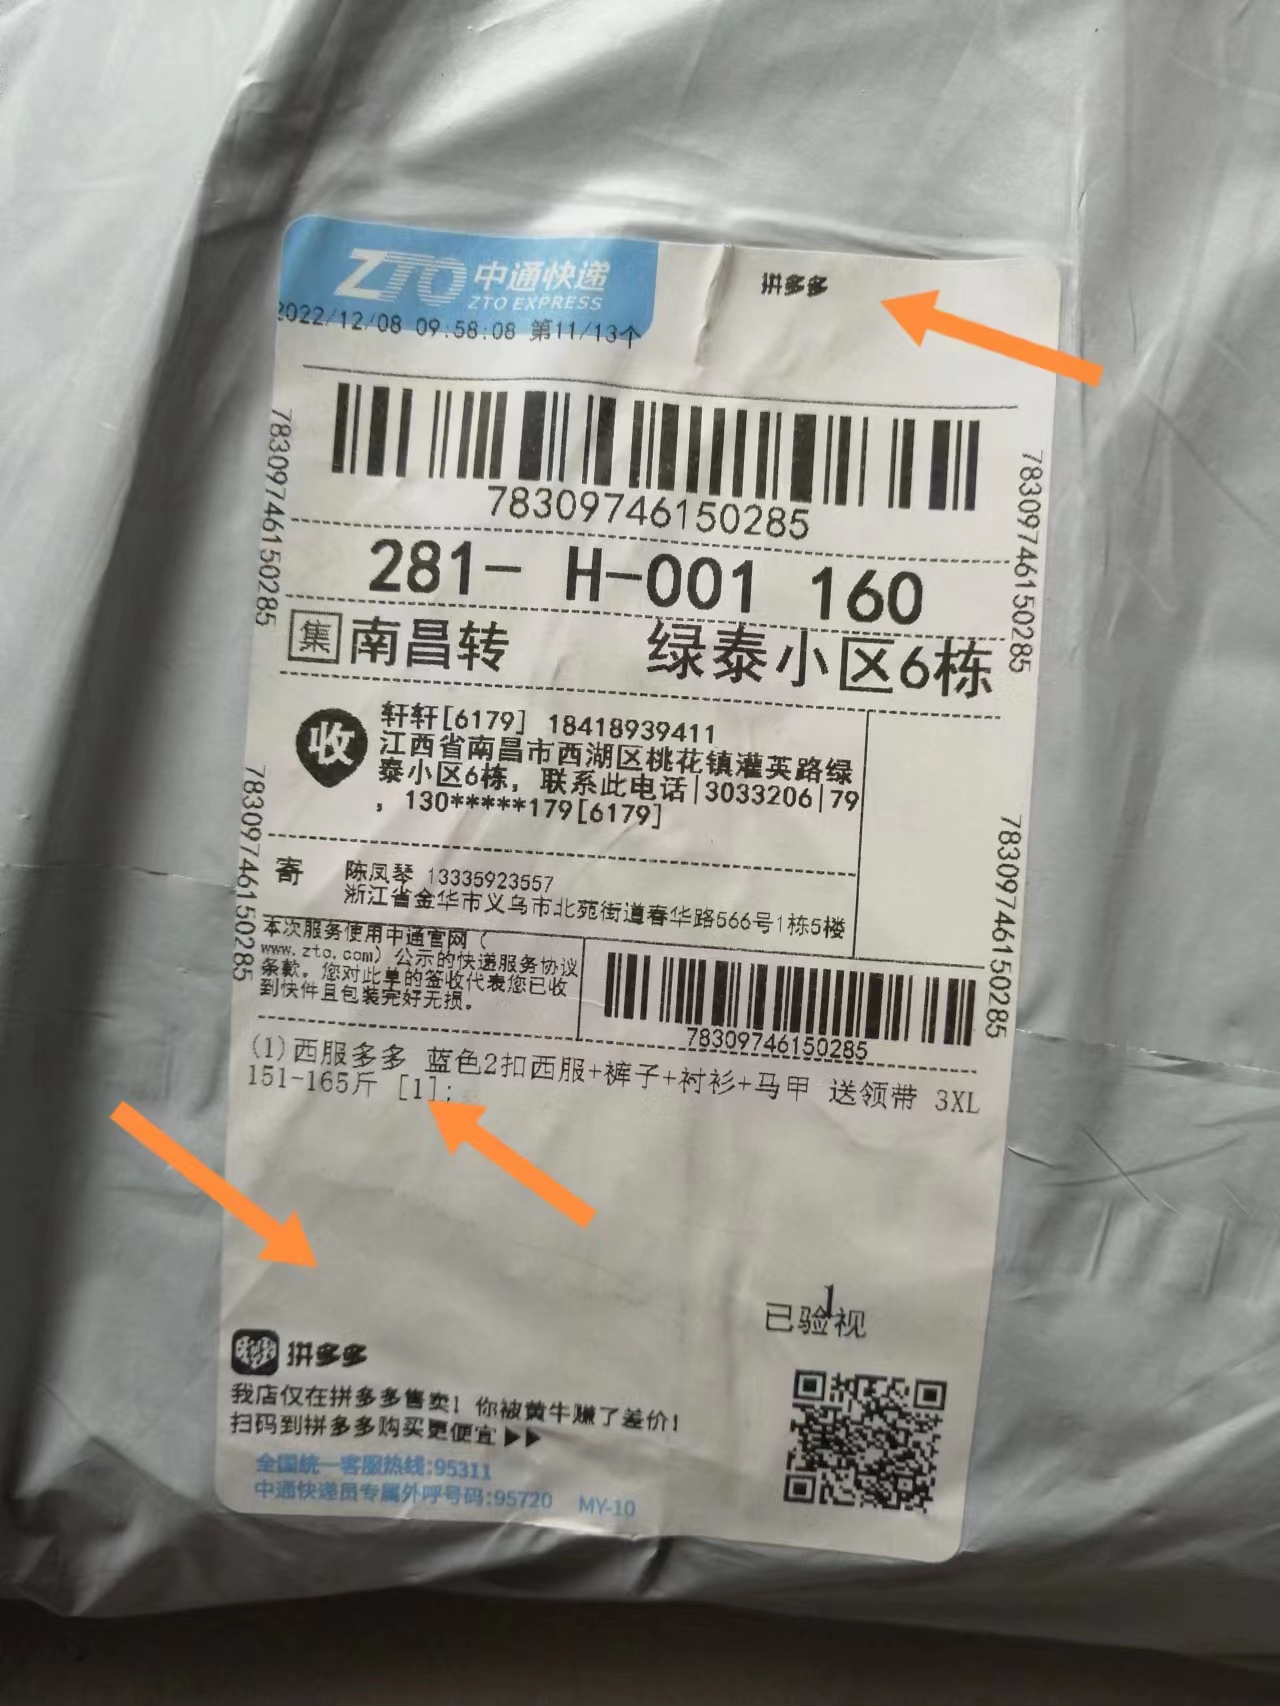 ZTO 中通快递
ZTO EXPRESS
拼多多
2022/12/08 09:58:08 第11/13个
78309746150285
78309746150285
78309746150285
281- H-001 160
集 南昌转 绿泰小区6栋
收 轩轩[6179] 18418939411
江西省南昌市西湖区桃花镇灌英路绿
泰小区6栋，联系此电话|3033206|79
，130*****179[6179]
78309746150285
78309746150285
寄 陈凤琴 13335923557
浙江省金华市义乌市北苑街道春华路566号1栋5楼
本次服务使用中通官网（
www.zto.com）公示的快递服务协议
条款。您对此单的签收代表您已收
到快件且包装完好无损。
78309746150285
(1)西服多多 蓝色2扣西服+裤子+衬衫+马甲 送领带 3XL
151-165斤 [1];
1
已验视
拼多多
我店仅在拼多多售卖！你被黄牛赚了差价！
扫码到拼多多购买更便宜▶▶
全国统一客服热线:95311
中通快递员专属外呼号码:95720 MY-10